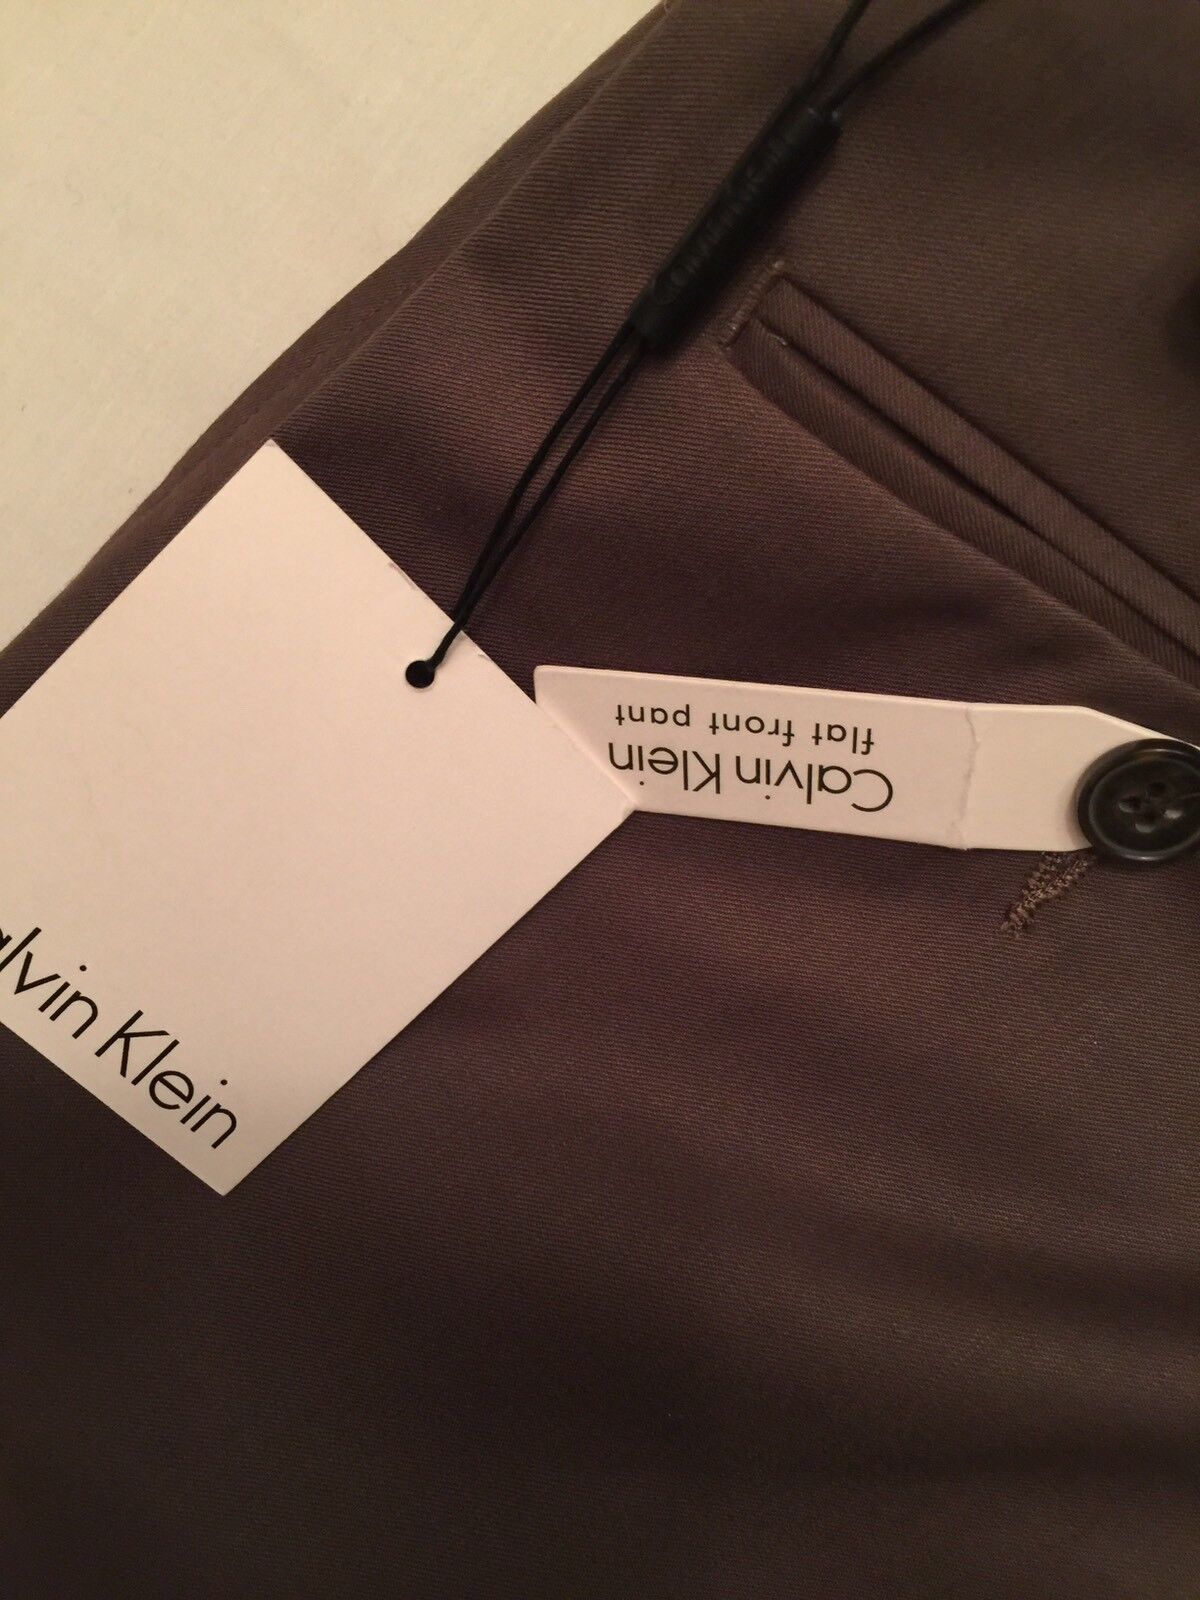 Calvin Klein
flat front pant
alvin Klein